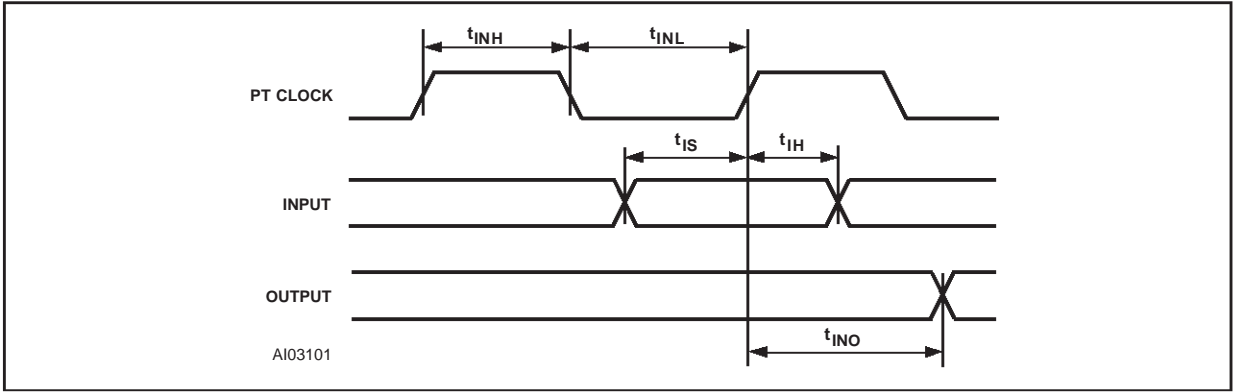 tINH
tINL
PT CLOCK
tIS
tIH
INPUT
OUTPUT
tINO
AI03101